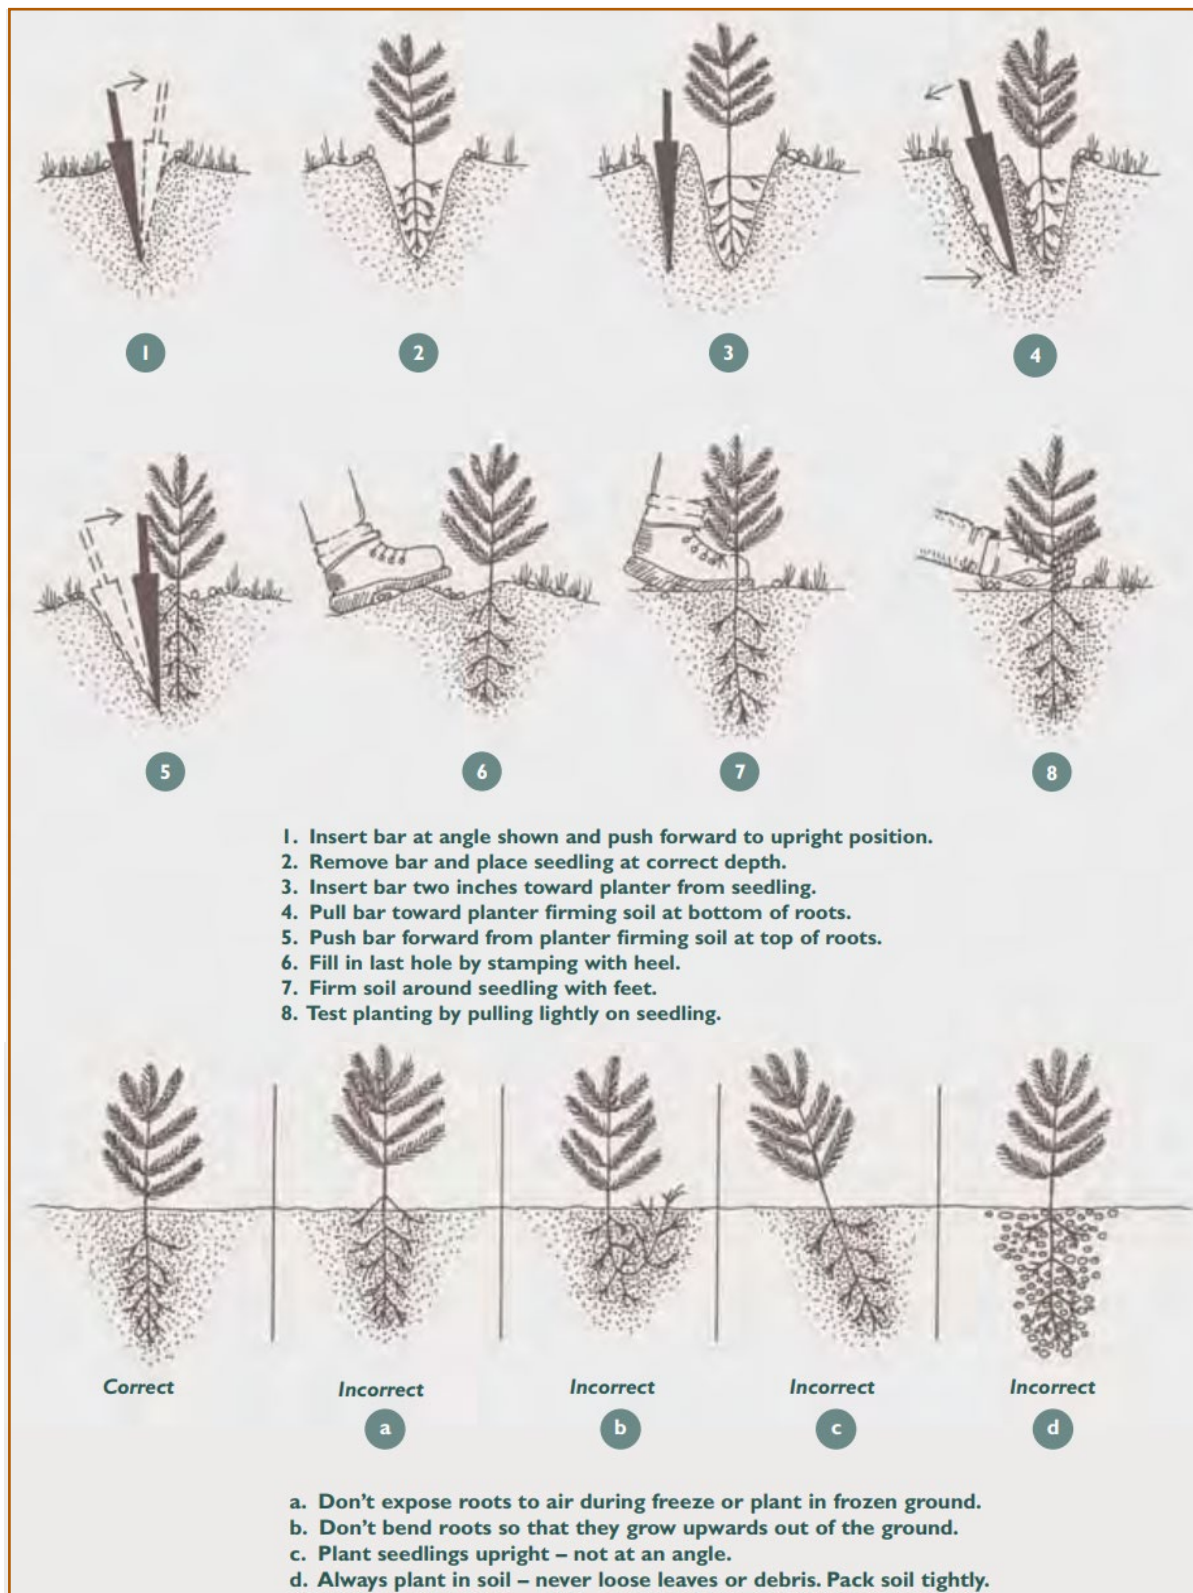 1
2
3
4
5
6
7
8
1. Insert bar at angle shown and push forward to upright position.
2. Remove bar and place seedling at correct depth.
3. Insert bar two inches toward planter from seedling.
4. Pull bar toward planter firming soil at bottom of roots.
5. Push bar forward from planter firming soil at top of roots.
6. Fill in last hole by stamping with heel.
7. Firm soil around seedling with feet.
8. Test planting by pulling lightly on seedling.
Correct
Incorrect
Incorrect
Incorrect
Incorrect
a
b
c
d
a. Don’t expose roots to air during freeze or plant in frozen ground.
b. Don’t bend roots so that they grow upwards out of the ground.
c. Plant seedlings upright – not at an angle.
d. Always plant in soil – never loose leaves or debris. Pack soil tightly.